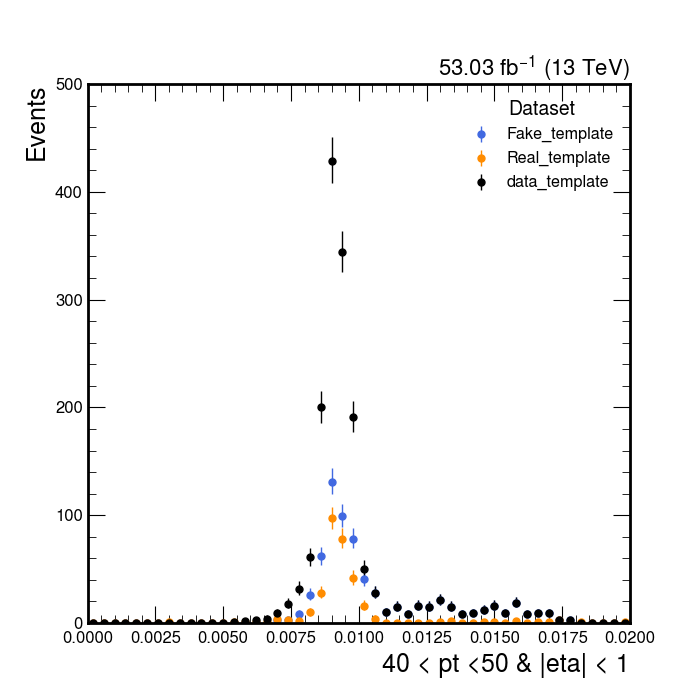 53.03 fb⁻¹ (13 TeV)
Events
500
400
300
200
100
0
Dataset
Fake_template
Real_template
data_template
0.0000 0.0025 0.0050 0.0075 0.0100 0.0125 0.0150 0.0175 0.0200
40 < pt <50 & |eta| < 1